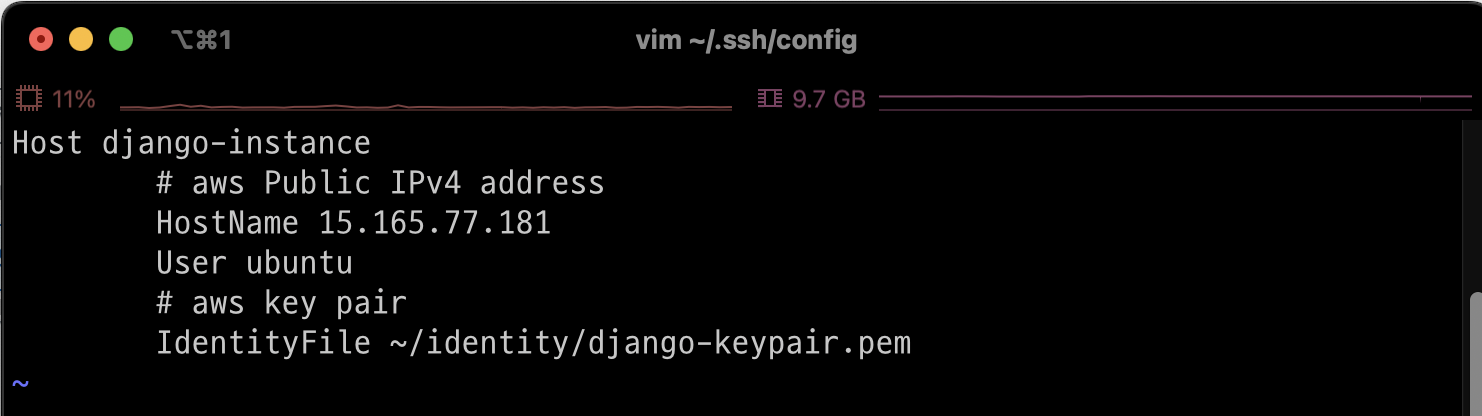 ⌥⌘1 vim ~/.ssh/config
11% 9.7 GB
Host django-instance
# aws Public IPv4 address
HostName 15.165.77.181
User ubuntu
# aws key pair
IdentityFile ~/identity/django-keypair.pem
~